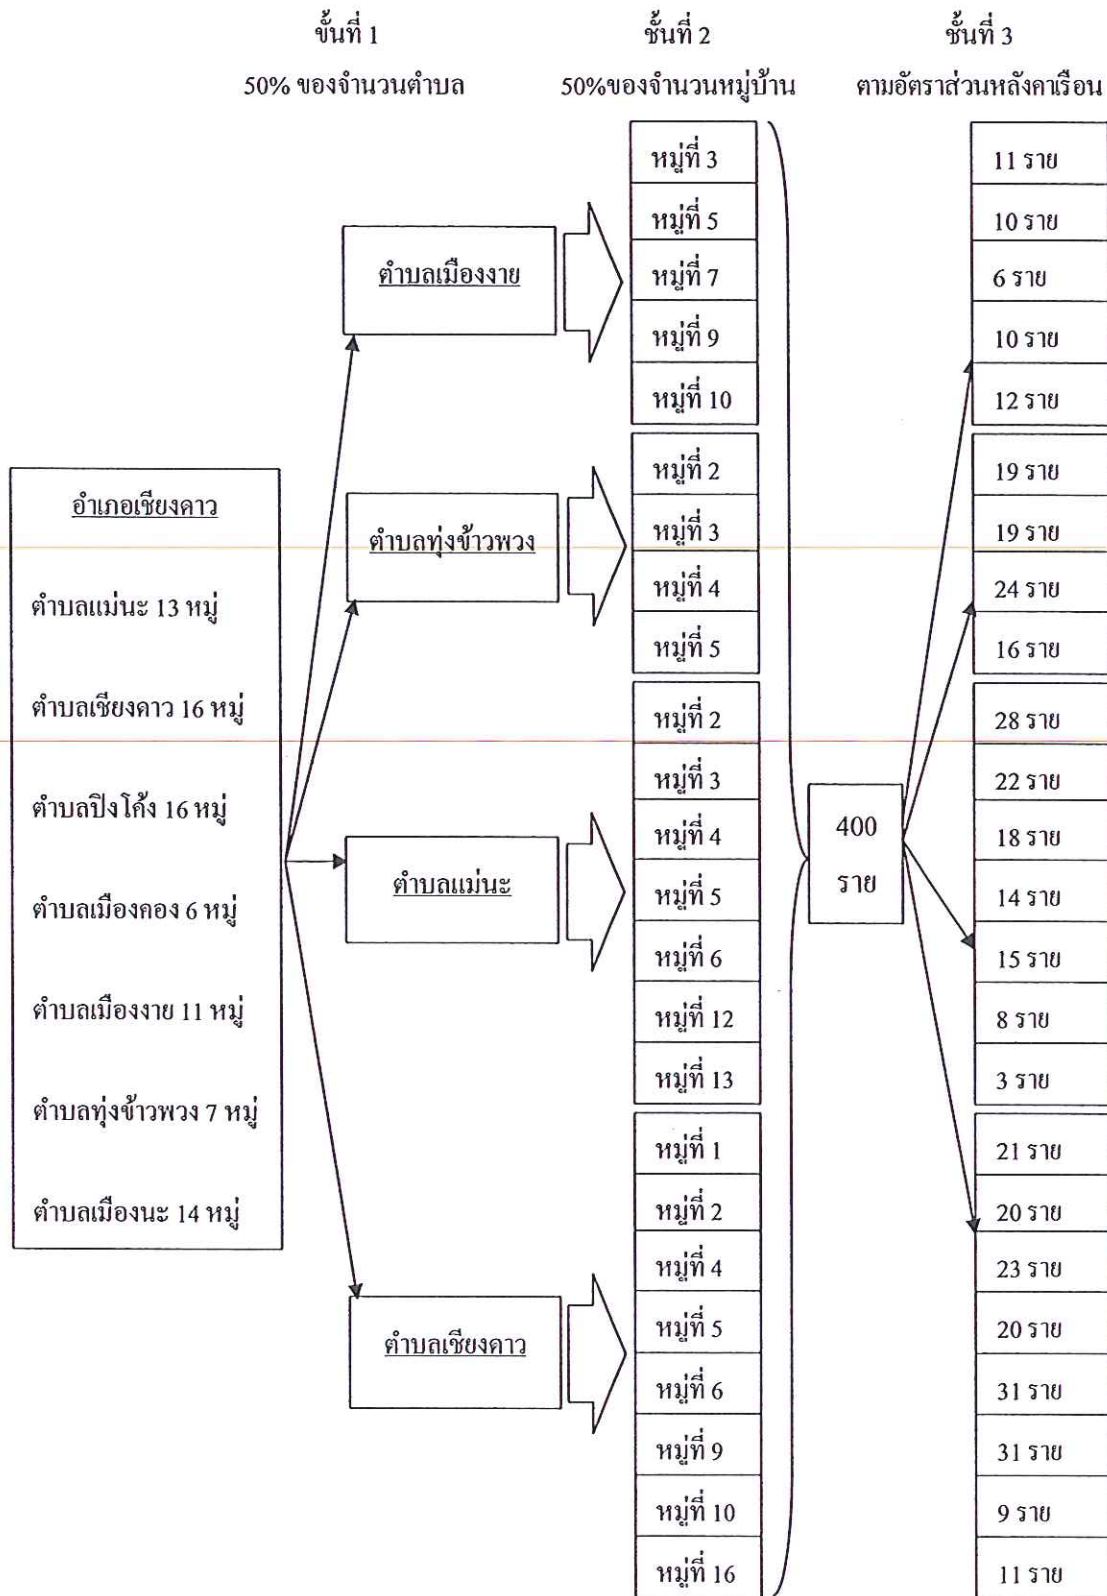 ขั้นที่ 1
50% ของจำนวนตำบล
ชั้นที่ 2
50%ของจำนวนหมู่บ้าน
ชั้นที่ 3
ตามอัตราส่วนหลังคาเรือน
อำเภอเชียงดาว
ตำบลแม่นะ 13 หมู่
ตำบลเชียงดาว 16 หมู่
ตำบลปิงโค้ง 16 หมู่
ตำบลเมืองคอง 6 หมู่
ตำบลเมืองงาย 11 หมู่
ตำบลทุ่งข้าวพวง 7 หมู่
ตำบลเมืองนะ 14 หมู่
ตำบลเมืองงาย
ตำบลทุ่งข้าวพวง
ตำบลแม่นะ
ตำบลเชียงดาว
หมู่ที่ 3
หมู่ที่ 5
หมู่ที่ 7
หมู่ที่ 9
หมู่ที่ 10
หมู่ที่ 2
หมู่ที่ 3
หมู่ที่ 4
หมู่ที่ 5
หมู่ที่ 2
หมู่ที่ 3
หมู่ที่ 4
หมู่ที่ 5
หมู่ที่ 6
หมู่ที่ 12
หมู่ที่ 13
หมู่ที่ 1
หมู่ที่ 2
หมู่ที่ 4
หมู่ที่ 5
หมู่ที่ 6
หมู่ที่ 9
หมู่ที่ 10
หมู่ที่ 16
400
ราย
11 ราย
10 ราย
6 ราย
10 ราย
12 ราย
19 ราย
19 ราย
24 ราย
16 ราย
28 ราย
22 ราย
18 ราย
14 ราย
15 ราย
8 ราย
3 ราย
21 ราย
20 ราย
23 ราย
20 ราย
31 ราย
31 ราย
9 ราย
11 ราย